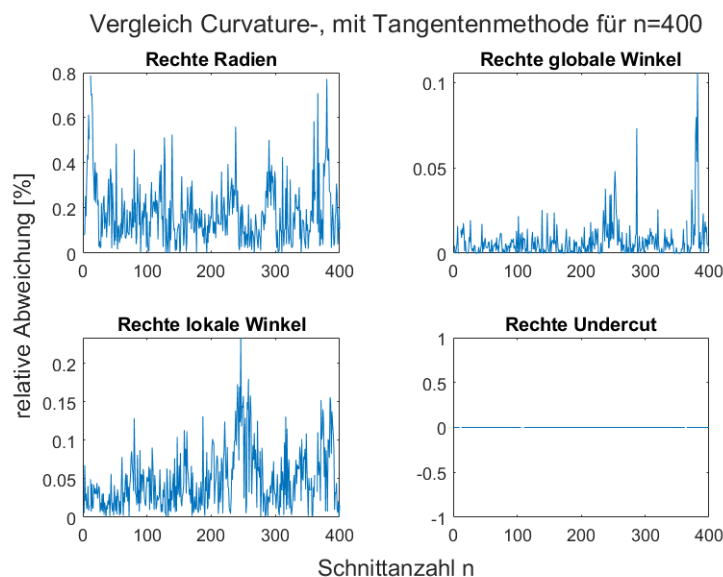 Vergleich Curvature-, mit Tangentenmethode für n=400
Rechte Radien
0.8
0.6
0.4
0.2
0
0 100 200 300 400
Rechte globale Winkel
0.1
0.05
0
0 100 200 300 400
relative Abweichung [%]
Rechte lokale Winkel
0.2
0.15
0.1
0.05
0
0 100 200 300 400
Rechte Undercut
1
0.5
0
-0.5
-1
0 100 200 300 400
Schnittanzahl n